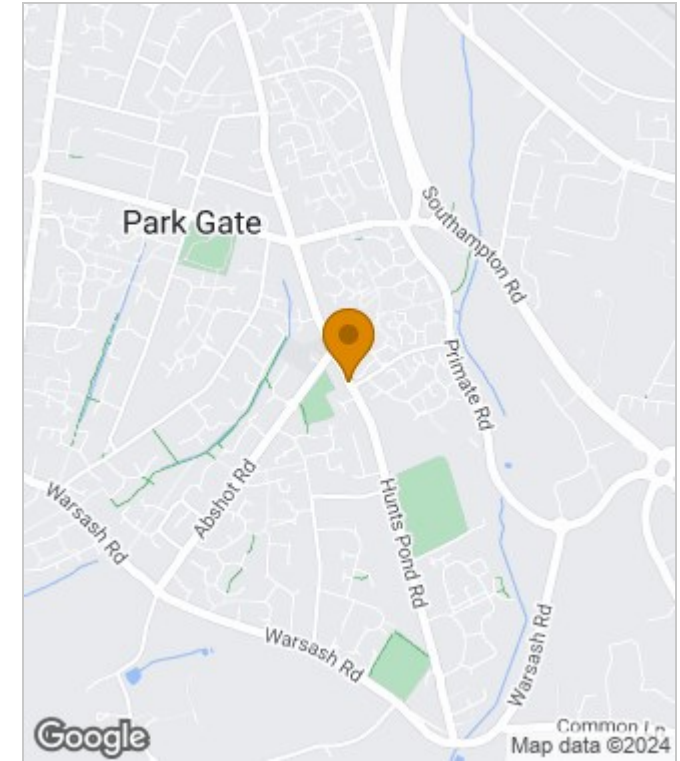 Park Gate
Southampton Rd
Primate Rd
Abshot Rd
Hunts Pond Rd
Warsash Rd
Warsash Rd
Warsash Rd
Common Ln
Google
Map data ©2024